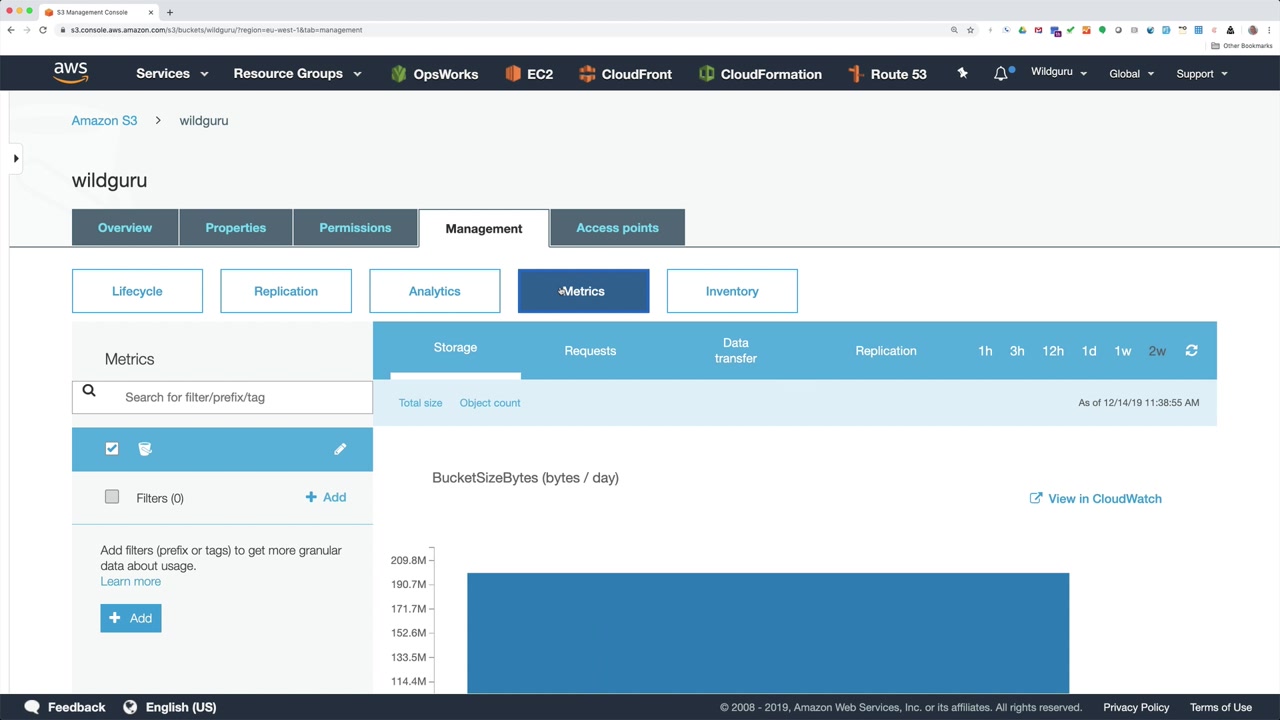 S3 Management Console
s3.console.aws.amazon.com/s3/buckets/wildguru/?region=eu-west-1&tab=management
Other Bookmarks
aws
Services
Resource Groups
OpsWorks
EC2
CloudFront
CloudFormation
Route 53
Wildguru
Global
Support
Amazon S3 > wildguru
wildguru
Overview
Properties
Permissions
Management
Access points
Lifecycle
Replication
Analytics
Metrics
Inventory
Metrics
Search for filter/prefix/tag
Filters (0)
+ Add
Add filters (prefix or tags) to get more granular
data about usage.
Learn more
+ Add
Storage
Requests
Data
transfer
Replication
1h 3h 12h 1d 1w 2w
Total size
Object count
As of 12/14/19 11:38:55 AM
BucketSizeBytes (bytes / day)
View in CloudWatch
209.8M
190.7M
171.7M
152.6M
133.5M
114.4M
Feedback
English (US)
© 2008 - 2019, Amazon Web Services, Inc. or its affiliates. All rights reserved.
Privacy Policy
Terms of Use